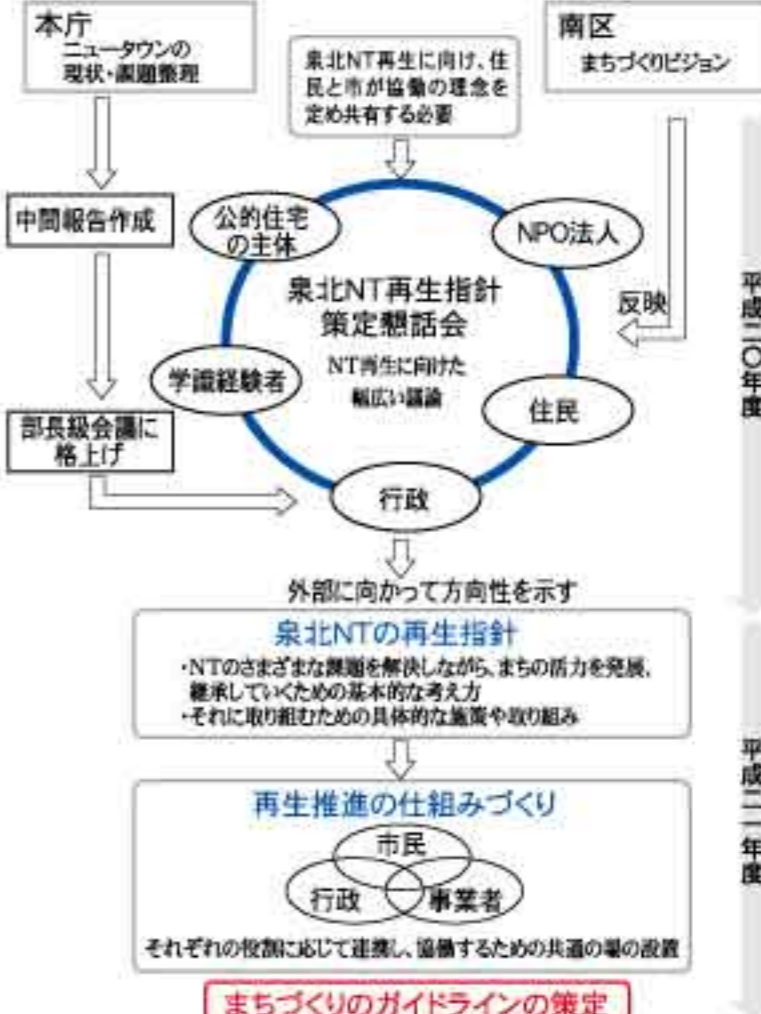 本庁
ニュータウンの
現状・課題整理
泉北NT再生に向け、住
民と市が協働の理念を
定め共有する必要
南区
まちづくりビジョン
中間報告作成
部長級会議に
格上げ
公的住宅
の主体
NPO法人
泉北NT再生指針
策定懇話会
NT再生に向けた
幅広い議論
学識経験者
住民
行政
反映
平成二〇年度
外部に向かって方向性を示す
泉北NTの再生指針
・NTのさまざまな課題を解決しながら、まちの活力を発展、
継承していくための基本的な考え方
・それに取り組むための具体的な施策や取り組み
平成二一年度
再生推進の仕組みづくり
市民
行政
事業者
それぞれの役割に応じて連携し、協働するための共通の場の設置
まちづくりのガイドラインの策定